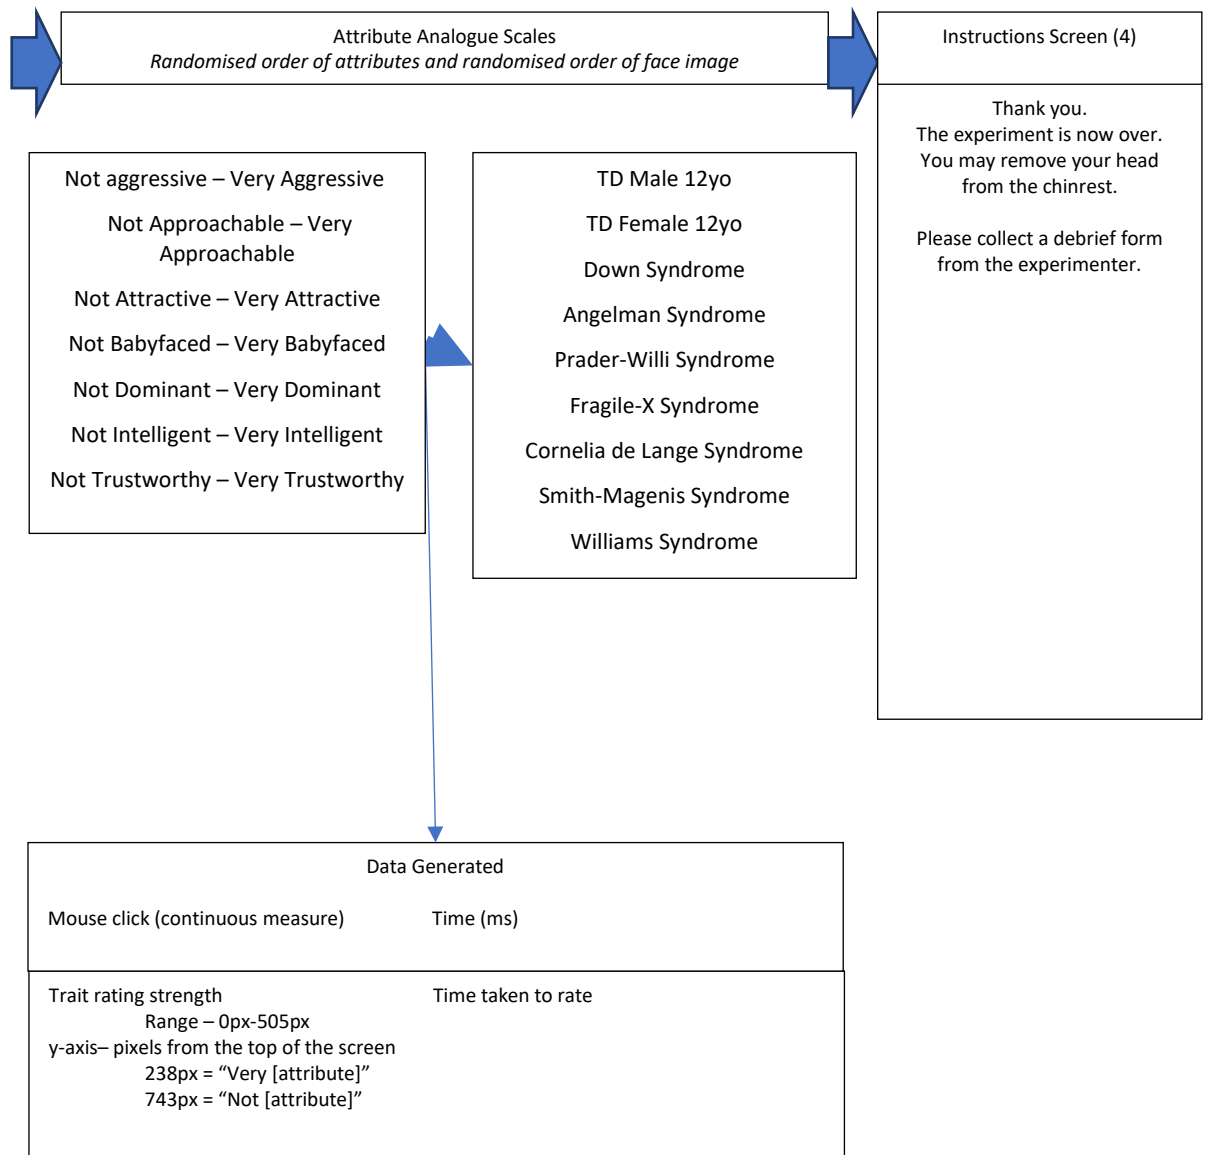 Attribute Analogue Scales
Randomised order of attributes and randomised order of face image
Instructions Screen (4)
Thank you.
The experiment is now over.
You may remove your head
from the chinrest.
Please collect a debrief form
from the experimenter.
Not aggressive – Very Aggressive
Not Approachable – Very
Approachable
Not Attractive – Very Attractive
Not Babyfaced – Very Babyfaced
Not Dominant – Very Dominant
Not Intelligent – Very Intelligent
Not Trustworthy – Very Trustworthy
TD Male 12yo
TD Female 12yo
Down Syndrome
Angelman Syndrome
Prader-Willi Syndrome
Fragile-X Syndrome
Cornelia de Lange Syndrome
Smith-Magenis Syndrome
Williams Syndrome
Data Generated
Mouse click (continuous measure) Time (ms)
Trait rating strength Time taken to rate
Range – 0px-505px
y-axis– pixels from the top of the screen
238px = “Very [attribute]”
743px = “Not [attribute]”